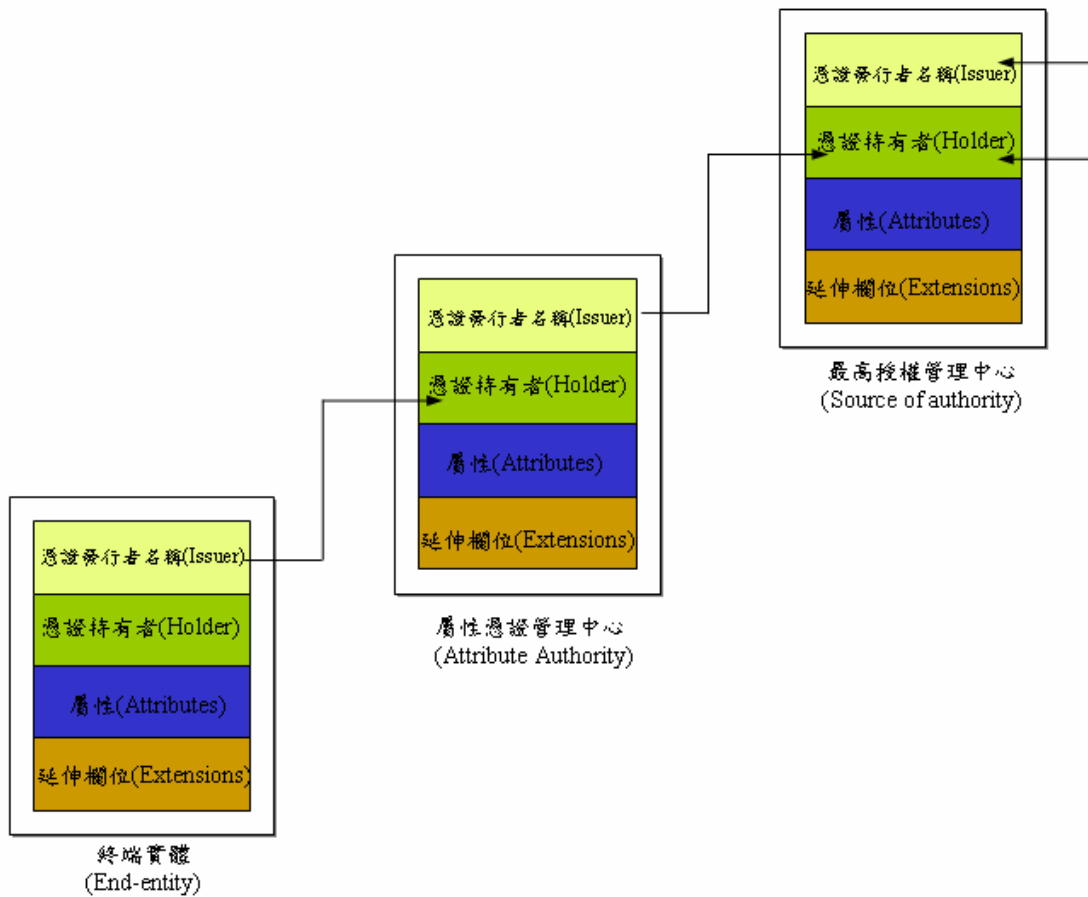 憑證發行者名稱(Issuer)
憑證持有者(Holder)
屬性(Attributes)
延伸欄位(Extensions)
最高授權管理中心
(Source of authority)
憑證發行者名稱(Issuer)
憑證持有者(Holder)
屬性(Attributes)
延伸欄位(Extensions)
屬性憑證管理中心
(Attribute Authority)
憑證發行者名稱(Issuer)
憑證持有者(Holder)
屬性(Attributes)
延伸欄位(Extensions)
終端實體
(End-entity)